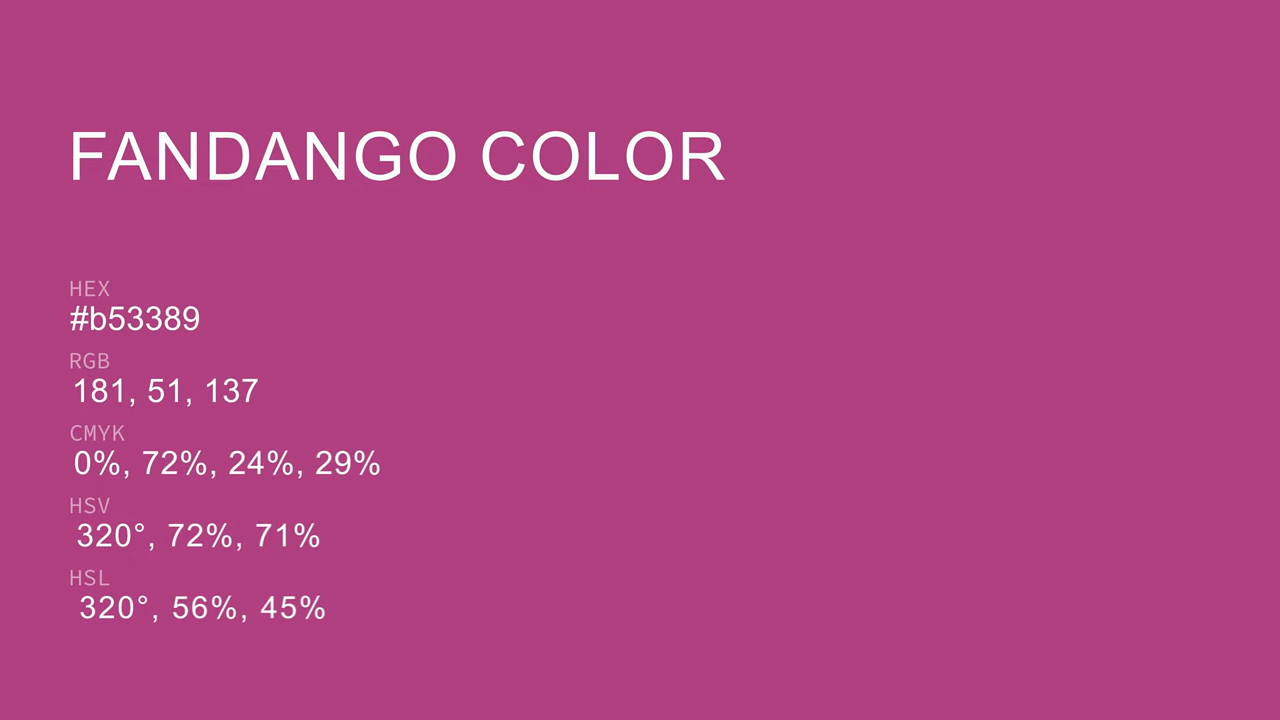 FANDANGO COLOR
HEX
#b53389
RGB
181, 51, 137
CMYK
0%, 72%, 24%, 29%
HSV
320°, 72%, 71%
HSL
320°, 56%, 45%